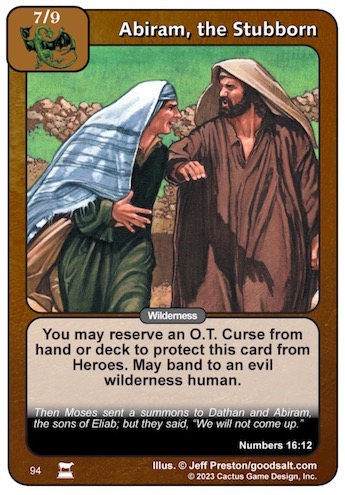 7/9
Abiram, the Stubborn
Wilderness
You may reserve an O.T. Curse from
hand or deck to protect this card from
Heroes. May band to an evil
wilderness human.
Then Moses sent a summons to Dathan and Abiram,
the sons of Eliab; but they said, “We will not come up.”
Numbers 16:12
94
Illus. © Jeff Preston/goodsalt.com
© 2023 Cactus Game Design, Inc.